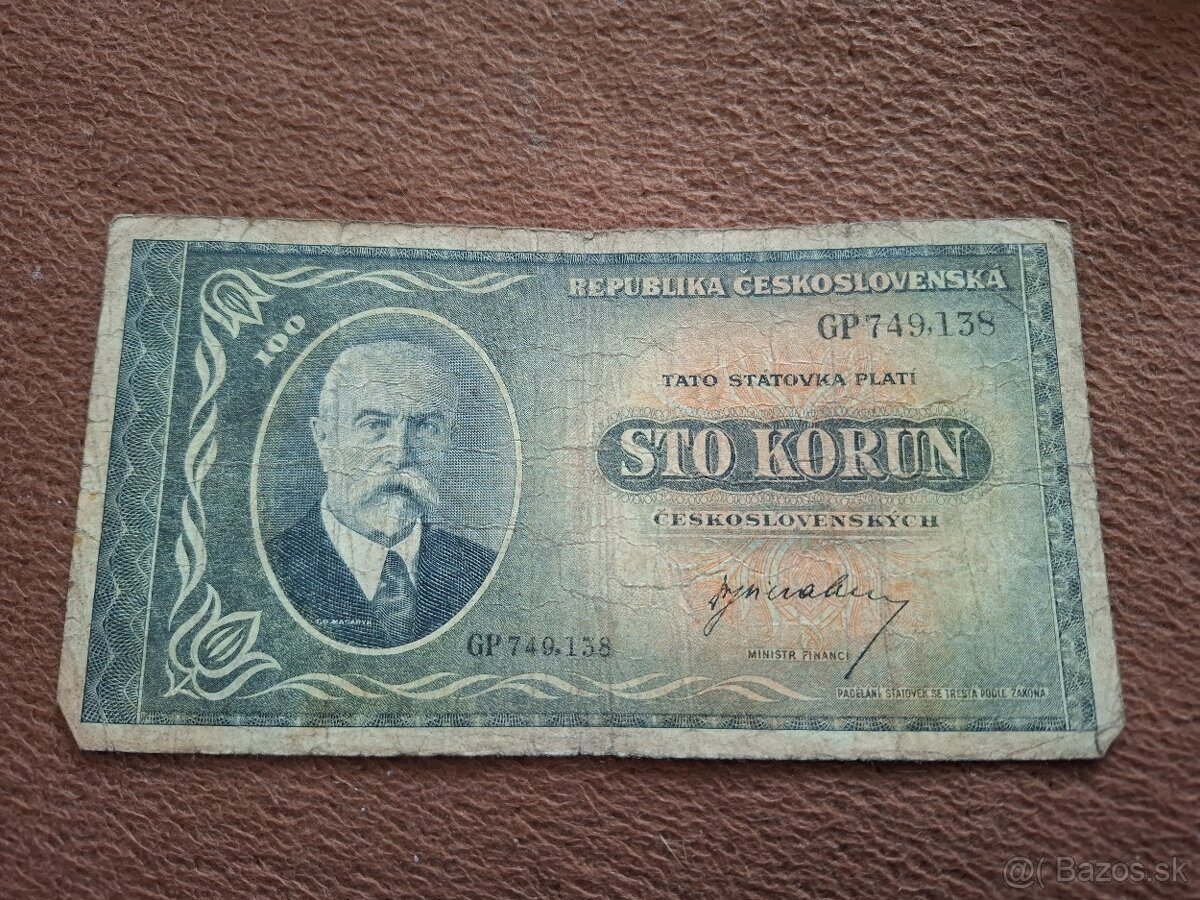 REPUBLIKA ČESKOSLOVENSKÁ
GP 749,138
100
TATO STÁTOVKA PLATÍ
STO KORUN
ČESKOSLOVENSKÝCH
T.G. MASARYK
GP 749.138
MINISTR FINANCÍ
PADĚLÁNÍ STÁTOVEK SE TRESTÁ PODLE ZÁKONA
@( Bazos.sk